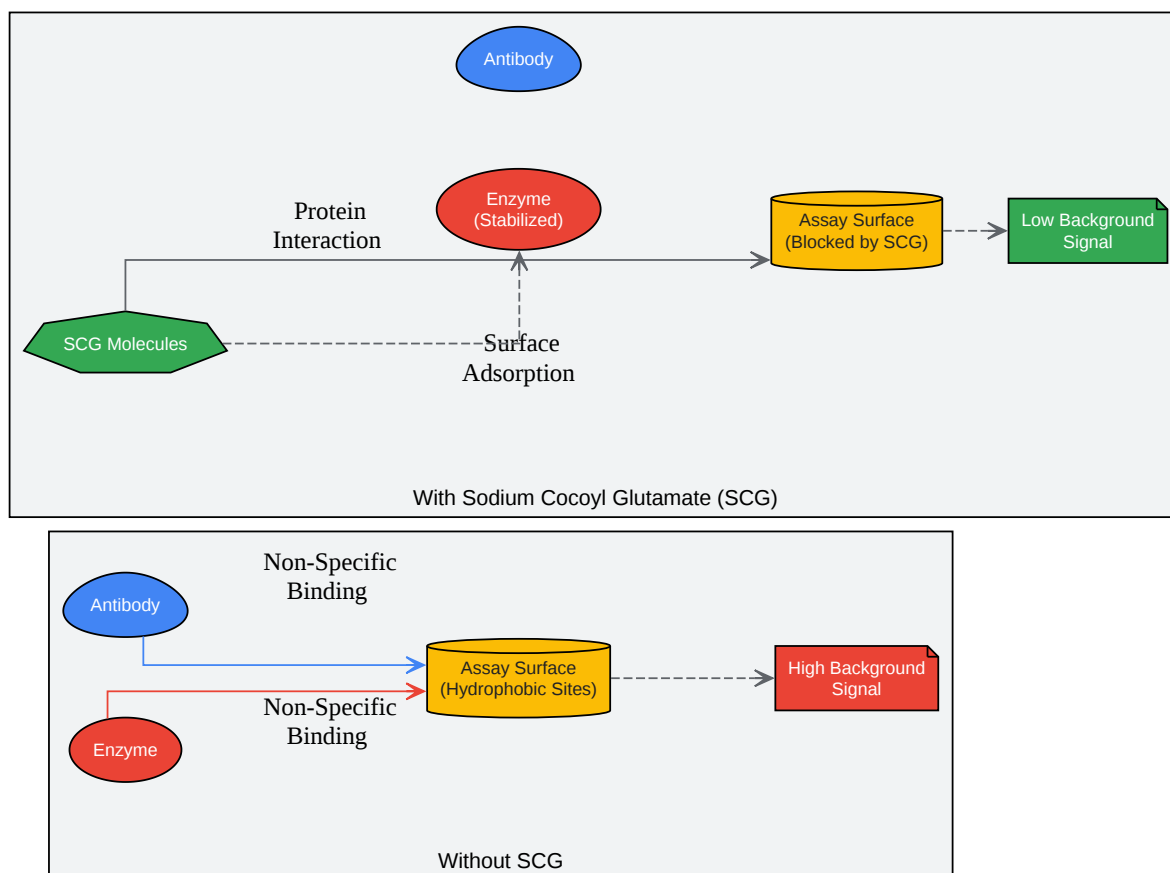 Antibody
Enzyme
(Stabilized)
Protein
Interaction
Assay Surface
(Blocked by SCG)
Low Background
Signal
SCG Molecules
Surface
Adsorption
With Sodium Cocoyl Glutamate (SCG)
Non-Specific
Binding
Antibody
Assay Surface
(Hydrophobic Sites)
High Background
Signal
Non-Specific
Binding
Enzyme
Without SCG